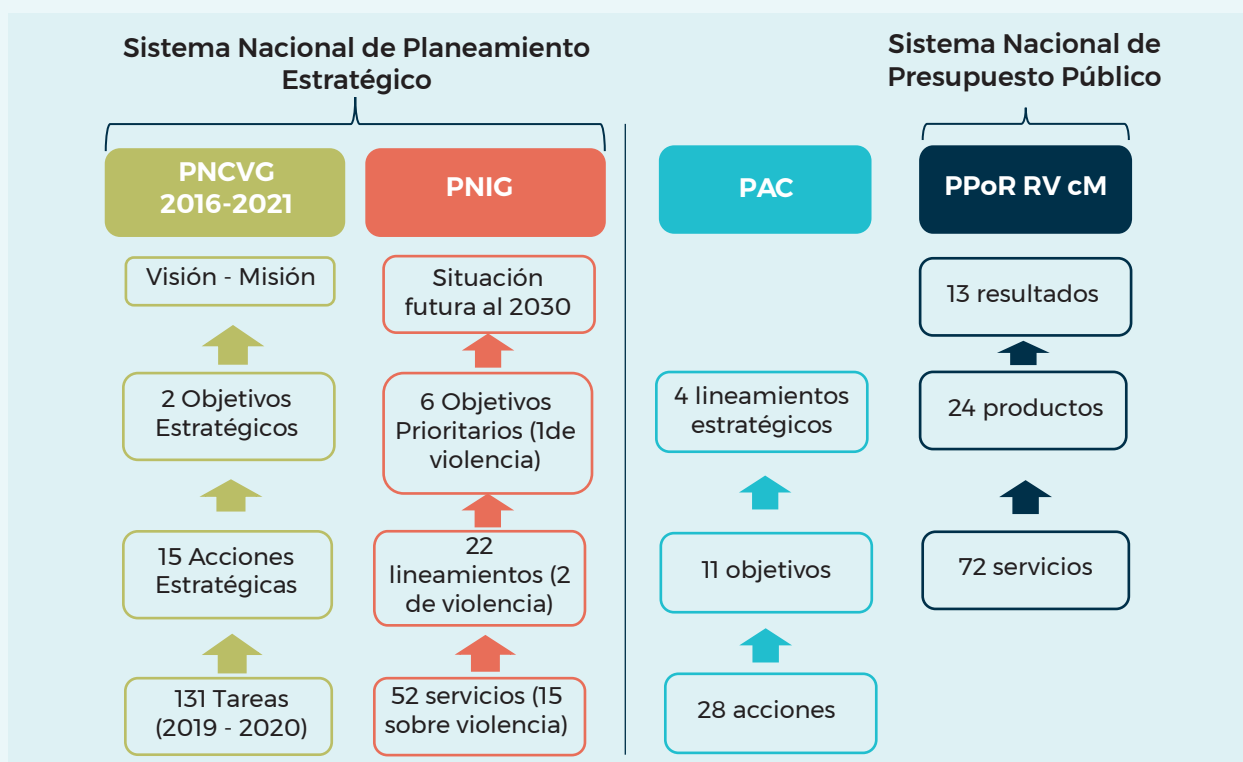 Sistema Nacional de Planeamiento
Estratégico
Sistema Nacional de
Presupuesto Público
PNCVG
2016-2021
PNIG
PAC
PPoR RV cM
Visión - Misión
Situación
futura al 2030
13 resultados
2 Objetivos
Estratégicos
6 Objetivos
Prioritarios (1de
violencia)
4 lineamientos
estratégicos
24 productos
15 Acciones
Estratégicas
22
lineamientos (2
de violencia)
11 objetivos
72 servicios
131 Tareas
(2019 - 2020)
52 servicios (15
sobre violencia)
28 acciones